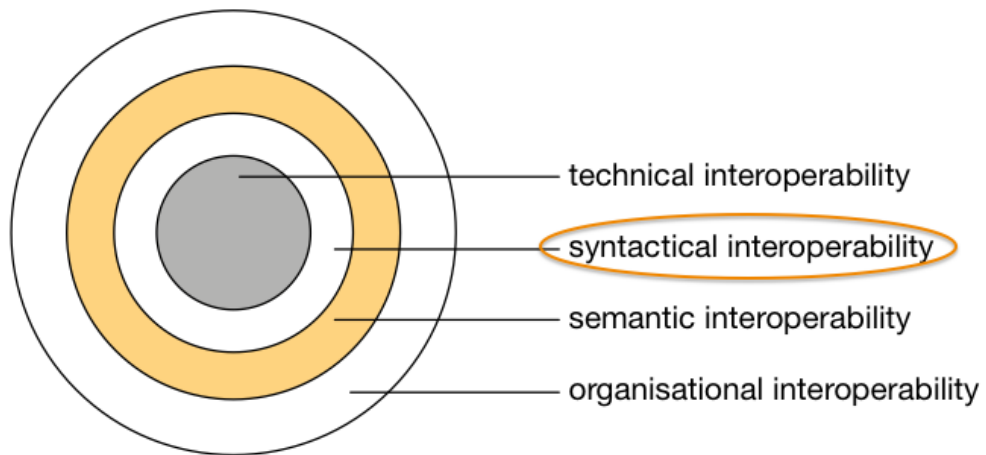 technical interoperability
syntactical interoperability
semantic interoperability
organisational interoperability